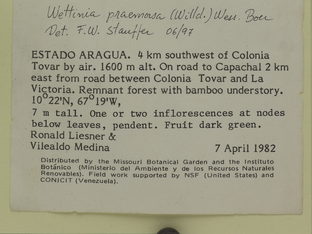 Wettinia praemorsa (Willd.) Wess. Boer
Det. F.W. Stauffer 06/97
ESTADO ARAGUA. 4 km southwest of Colonia
Tovar by air. 1600 m alt. On road to Capachal 2 km
east from road between Colonia Tovar and La
Victoria. Remnant forest with bamboo understory.
10°22'N, 67°19'W,
7 m tall. One or two inflorescences at nodes
below leaves, pendent. Fruit dark green.
Ronald Liesner &
Vilealdo Medina 7 April 1982
Distributed by the Missouri Botanical Garden and the Instituto
Botánico (Ministerio del Ambiente y de los Recursos Naturales
Renovables). Field work supported by NSF (United States) and
CONICIT (Venezuela).